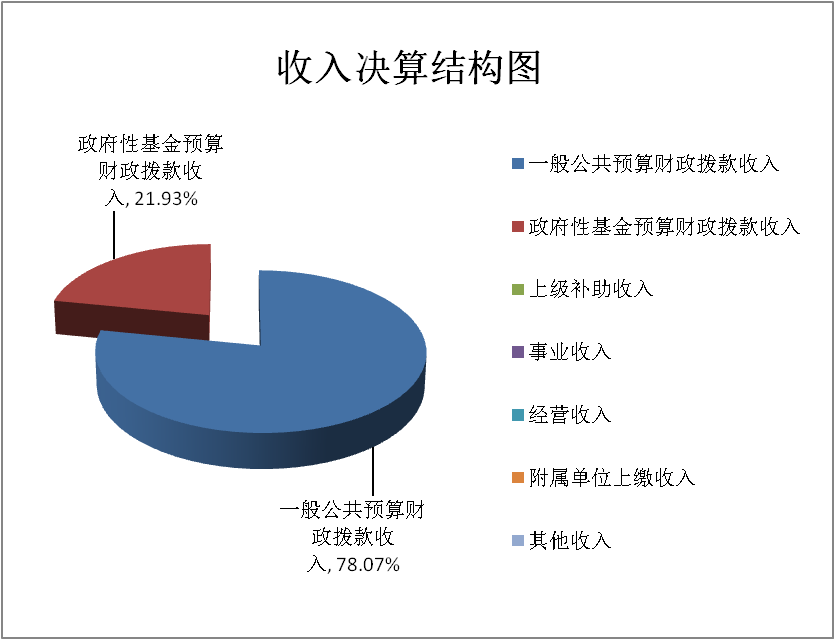 收入决算结构图
政府性基金预算
财政拨款收
入, 21.93%
一般公共预算财政拨款收入
政府性基金预算财政拨款收入
上级补助收入
事业收入
经营收入
附属单位上缴收入
其他收入
一般公共预算财
政拨款收
入, 78.07%